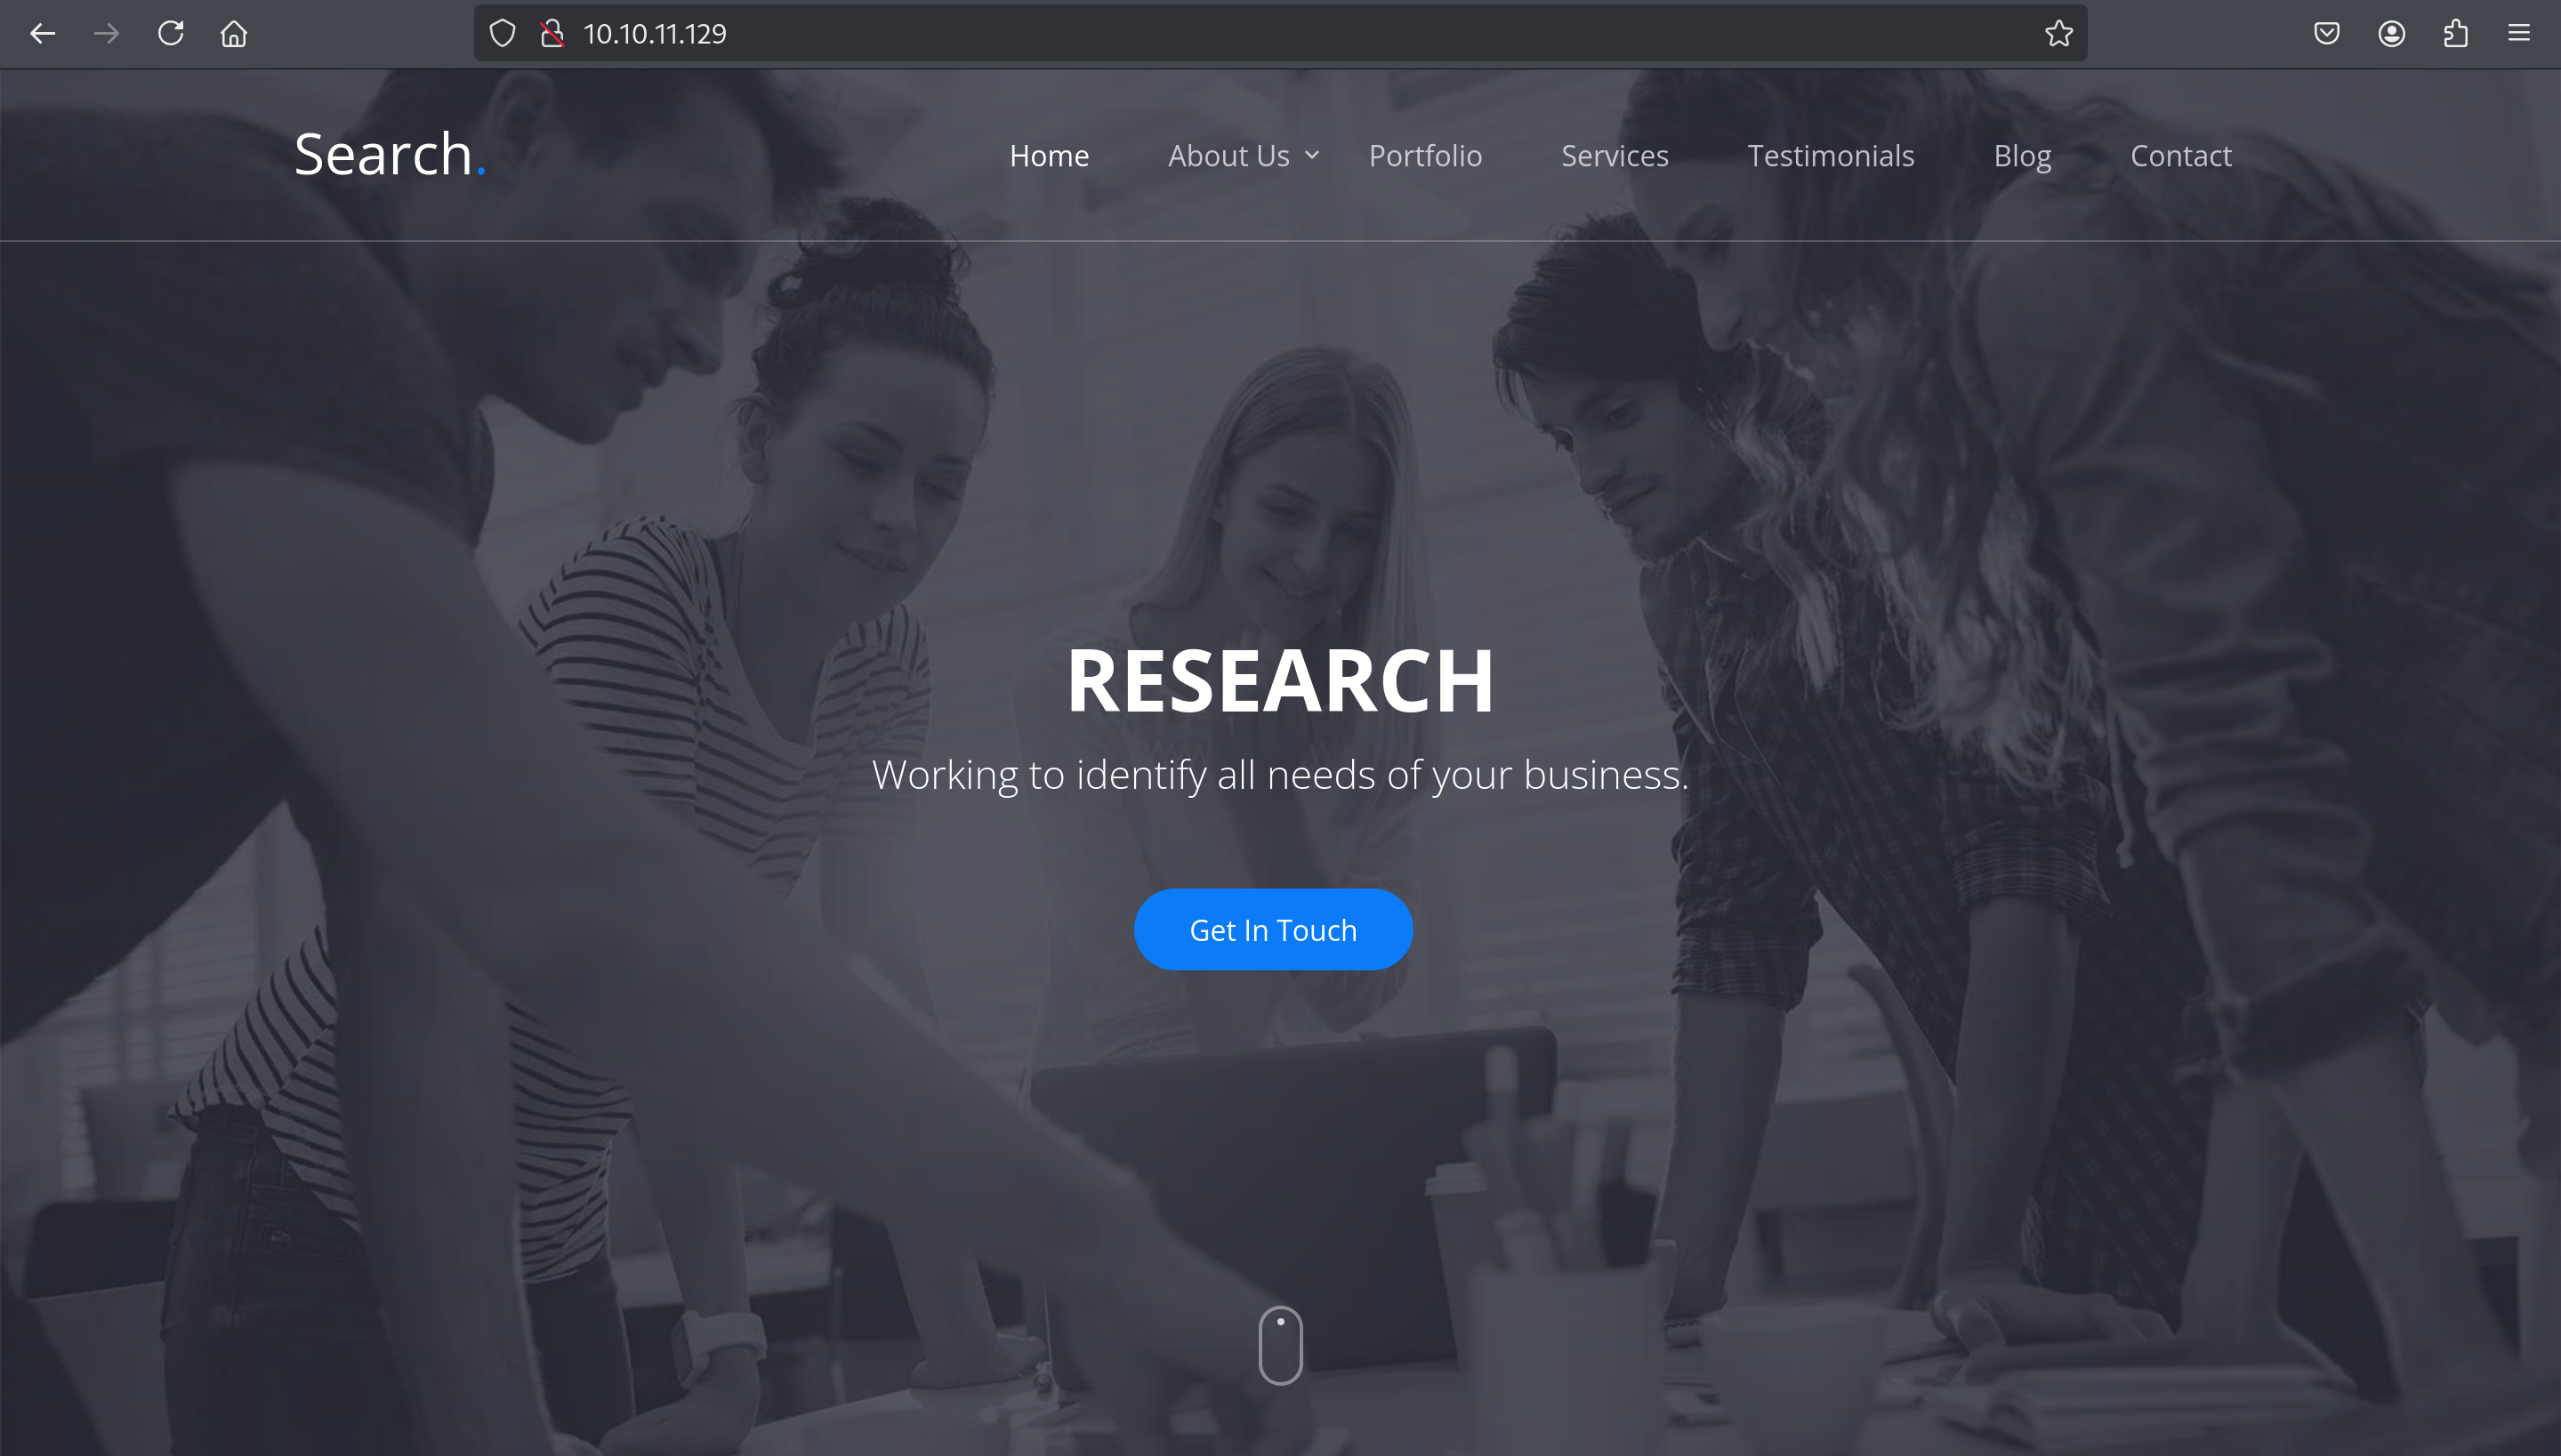 10.10.11.129
Search.
Home About Us Portfolio Services Testimonials Blog Contact
RESEARCH
Working to identify all needs of your business.
Get In Touch